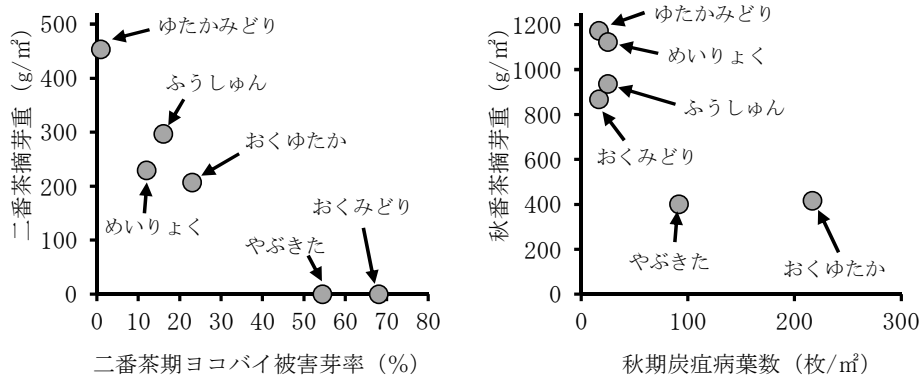 二番茶摘芽重（g/㎡）
500
400
300
200
100
0
ゆたかみどり
ふうしゅん
おくゆたか
めいりょく
おくみどり
やぶきた
0 10 20 30 40 50 60 70 80
二番茶期ヨコバイ被害芽率（%）
秋番茶摘芽重（g/㎡）
1200
1000
800
600
400
200
0
ゆたかみどり
めいりょく
ふうしゅん
おくみどり
やぶきた
おくゆたか
0 100 200 300
秋期炭疽病葉数（枚/㎡）